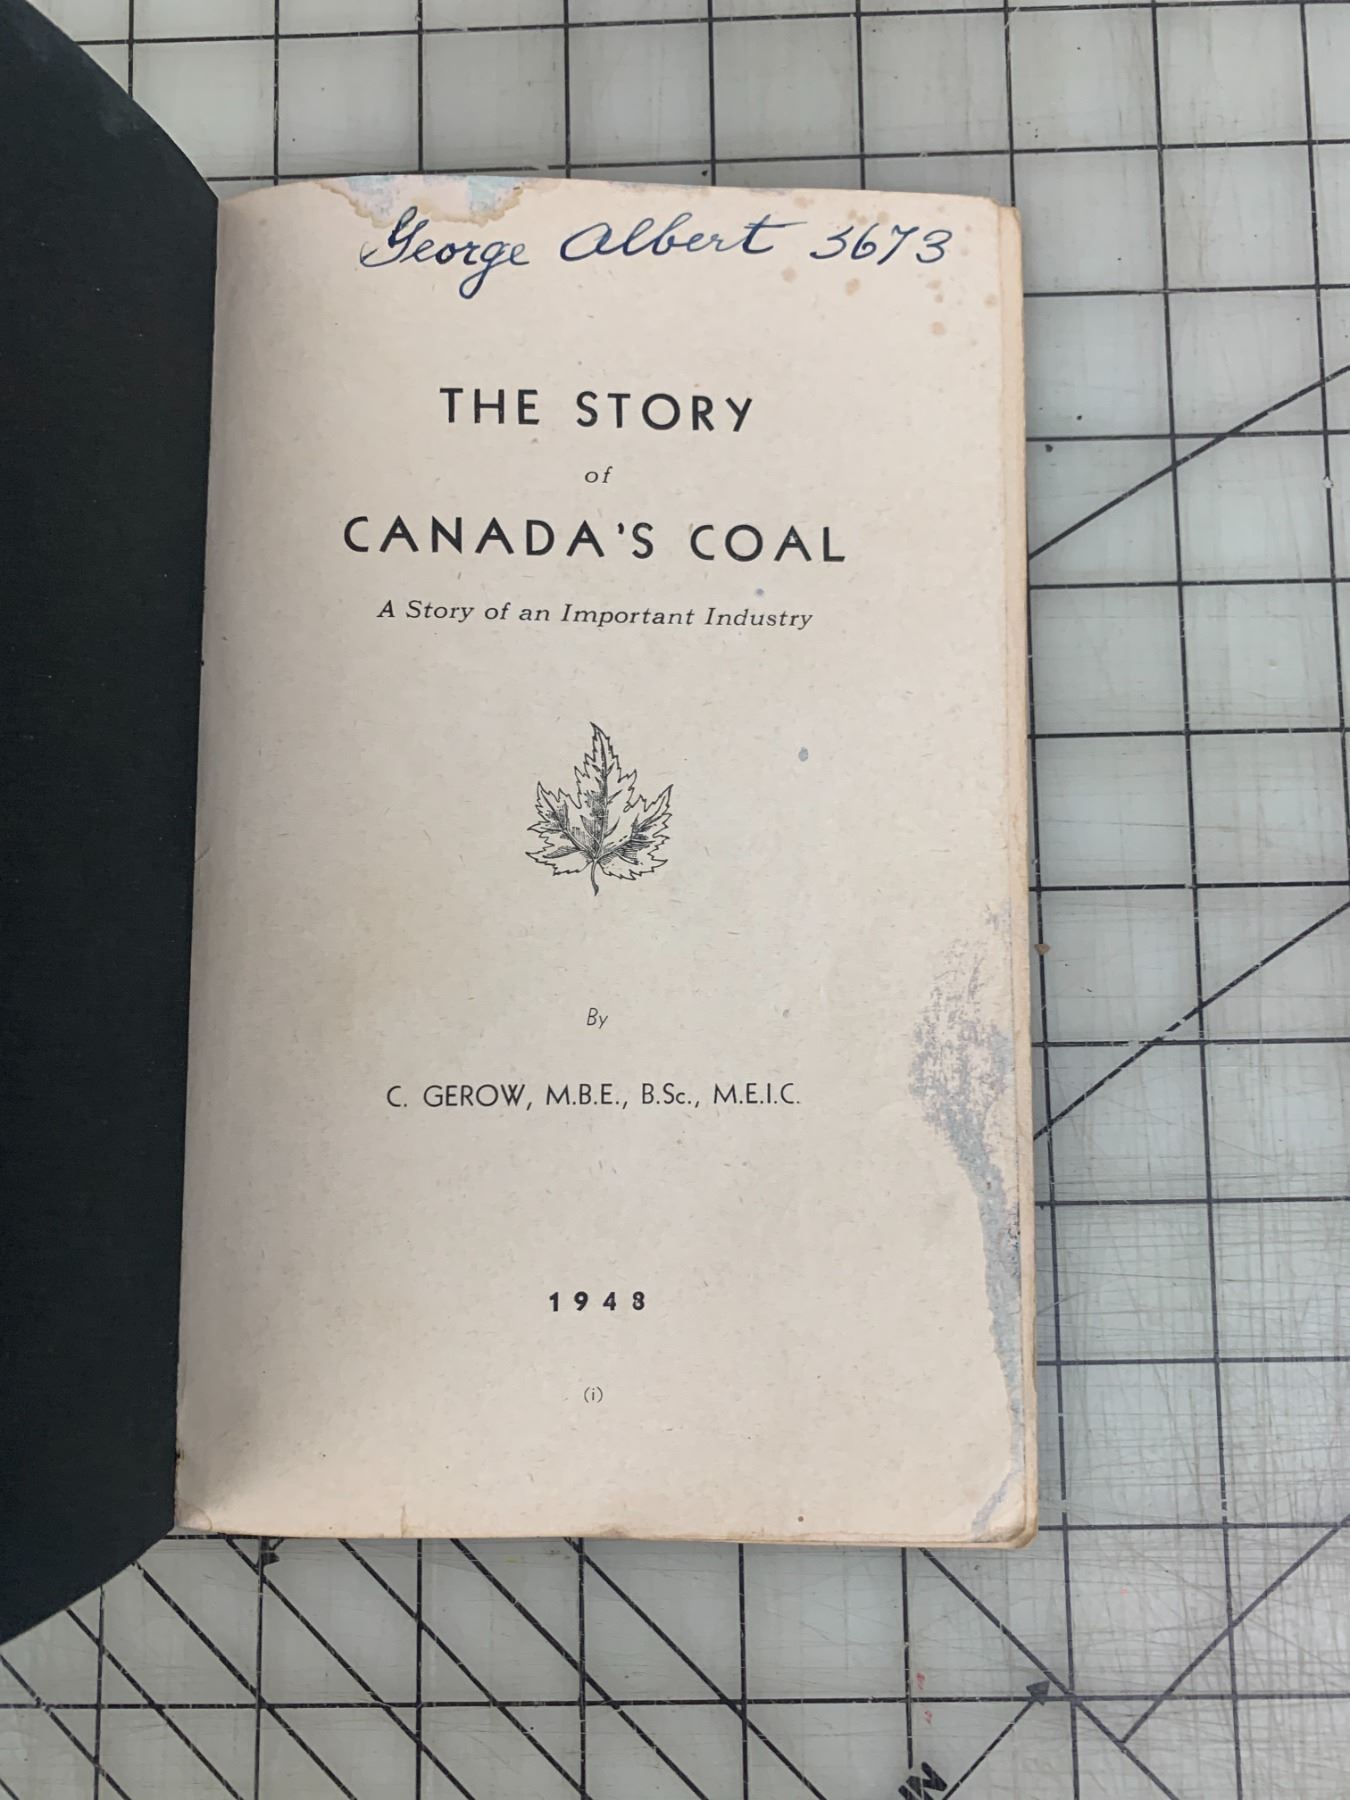 George Albert 3673
THE STORY
of
CANADA'S COAL
A Story of an Important Industry
By
C. GEROW, M.B.E., B.Sc., M.E.I.C.
1948
(i)